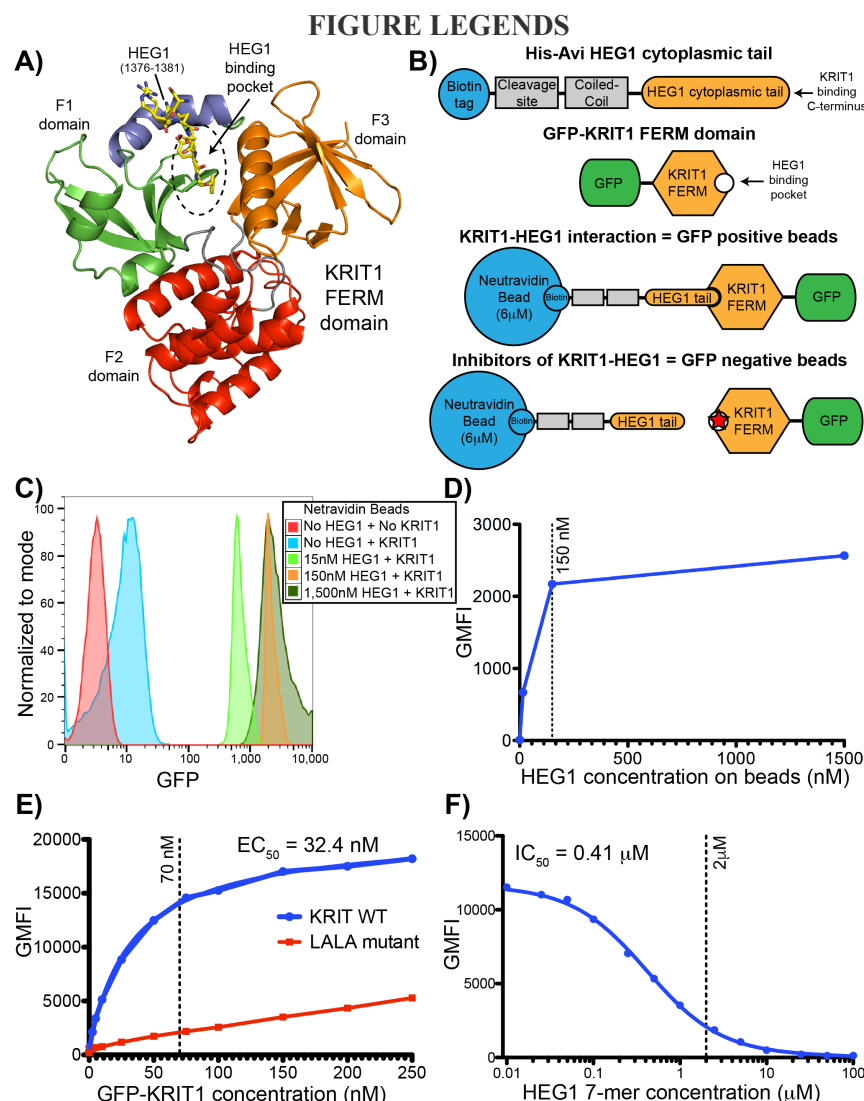 FIGURE LEGENDS
A)
HEG1
(1376-1381)
HEG1
binding
pocket
F1
domain
F3
domain
KRIT1
FERM
domain
F2
domain
B)
His-Avi HEG1 cytoplasmic tail
Biotin
tag
Cleavage
site
Coiled-
Coil
HEG1 cytoplasmic tail
KRIT1
binding
C-terminus
GFP-KRIT1 FERM domain
GFP
KRIT1
FERM
HEG1
binding
pocket
KRIT1-HEG1 interaction = GFP positive beads
Neutravidin
Bead
(6μM)
Biotin
HEG1 tail
KRIT1
FERM
GFP
Inhibitors of KRIT1-HEG1 = GFP negative beads
Neutravidin
Bead
(6μM)
Biotin
HEG1 tail
KRIT1
FERM
GFP
C)
Normalized to mode
100
80
60
40
20
0
0 10 100 1,000 10,000
GFP
Netravidin Beads
No HEG1 + No KRIT1
No HEG1 + KRIT1
15nM HEG1 + KRIT1
150nM HEG1 + KRIT1
1,500nM HEG1 + KRIT1
D)
GMFI
3000
2000
1000
0
150 nM
0 500 1000 1500
HEG1 concentration on beads (nM)
E)
GMFI
20000
15000
10000
5000
0
70 nM
EC50 = 32.4 nM
KRIT WT
LALA mutant
0 50 100 150 200 250
GFP-KRIT1 concentration (nM)
F)
GMFI
15000
10000
5000
0
IC50 = 0.41 μM
2μM
0.01 0.1 1 10 100
HEG1 7-mer concentration (μM)